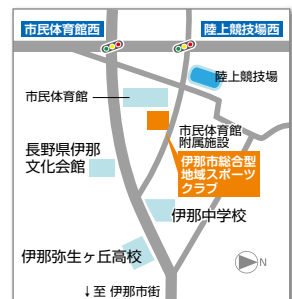 市民体育館西
陸上競技場西
陸上競技場
市民体育館
市民体育館
附属施設
長野県伊那
文化会館
伊那市総合型
地域スポーツ
クラブ
伊那中学校
伊那弥生ヶ丘高校
N
↓至 伊那市街